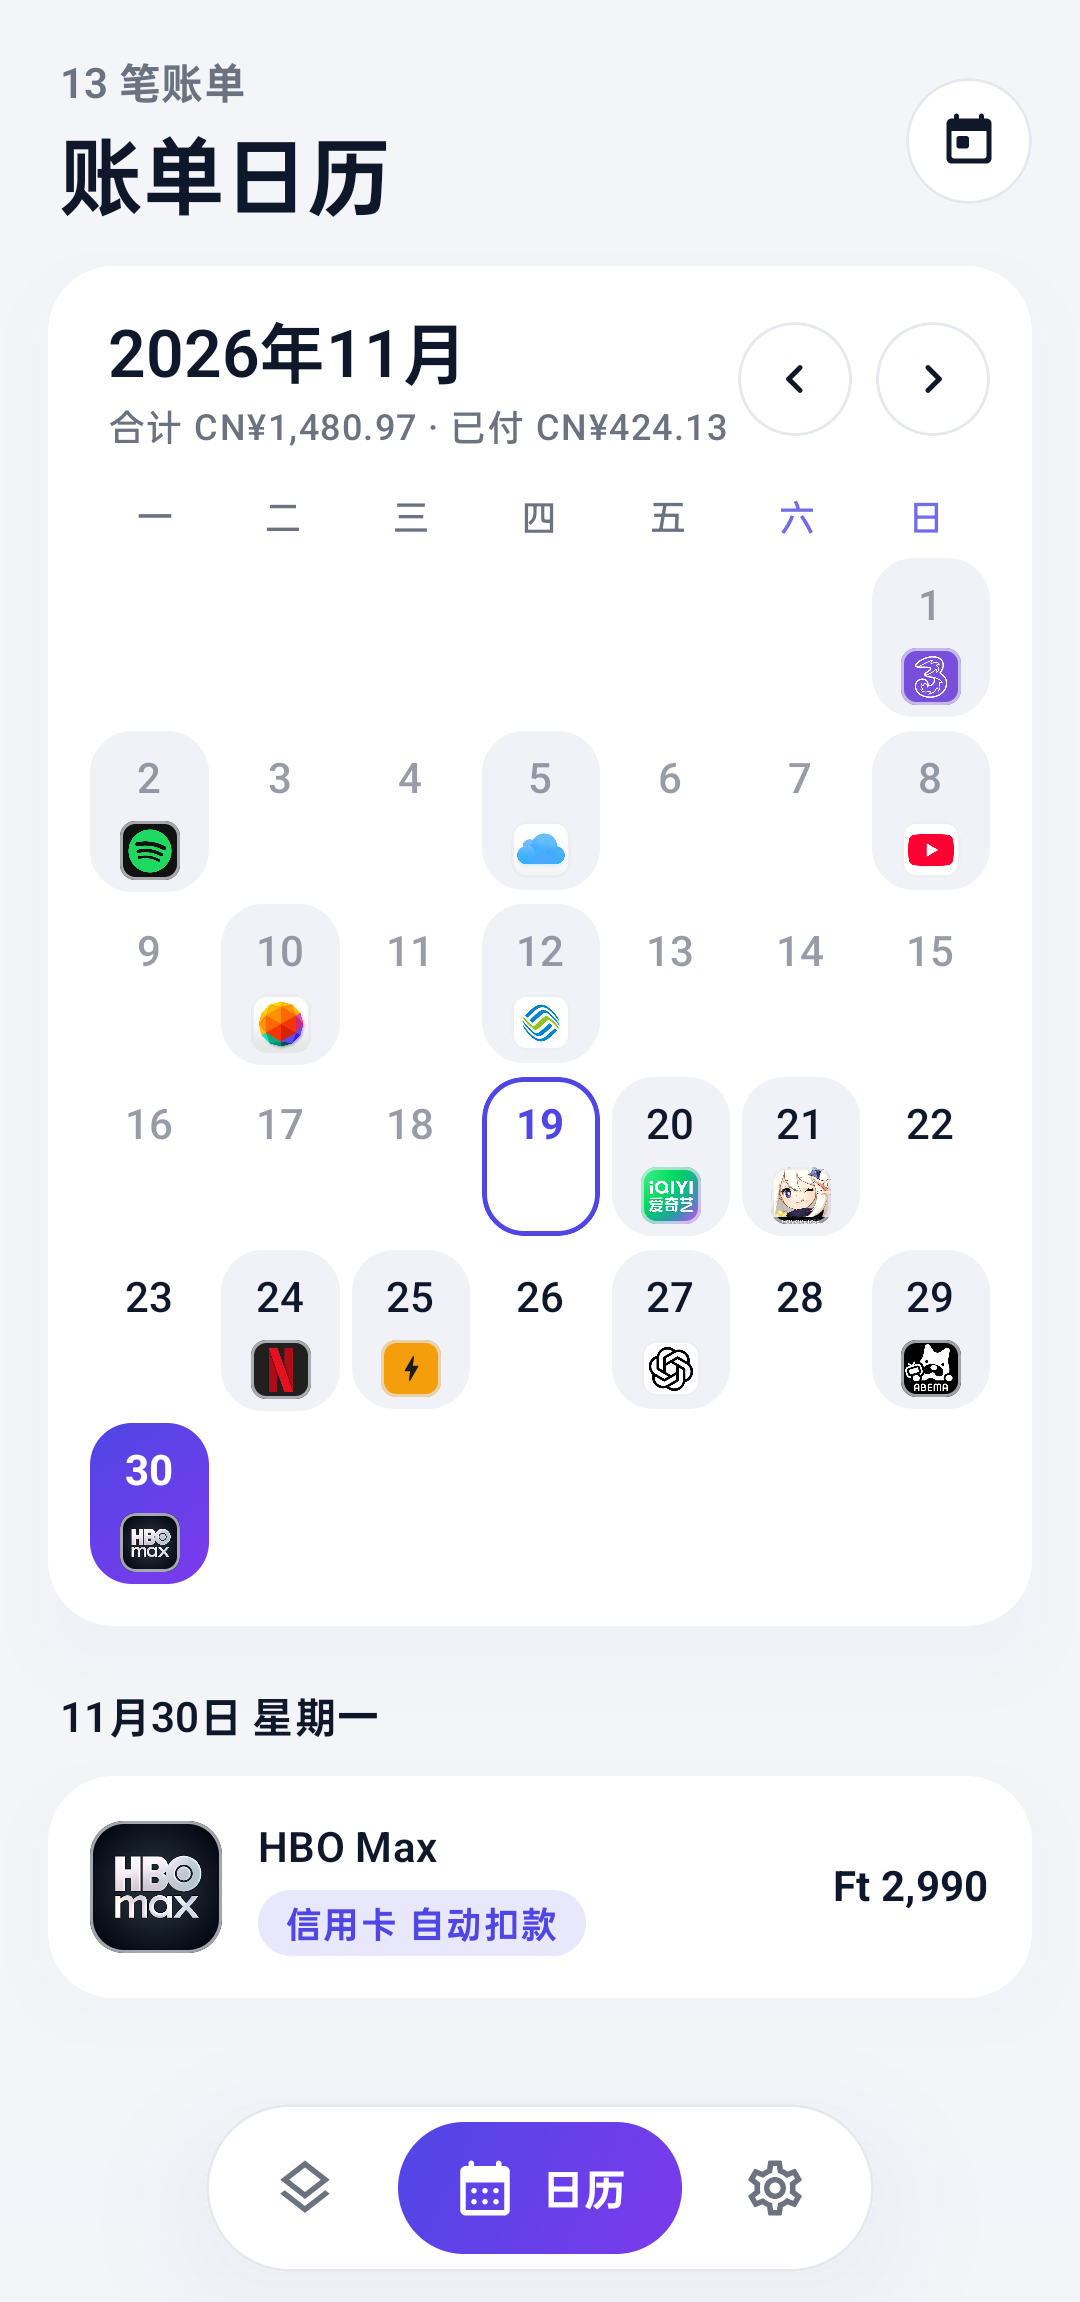 13 笔账单
账单日历
2026年11月
合计 CN¥1,480.97 · 已付 CN¥424.13
一 二 三 四 五 六 日
1
3
2 3 4 5 6 7 8
9 10 11 12 13 14 15
16 17 18 19 20 21 22
iQIYI
爱奇艺
23 24 25 26 27 28 29
N
ABEMA
30
HBO
max
11月30日 星期一
HBO
max
HBO Max
信用卡 自动扣款
Ft 2,990
日历